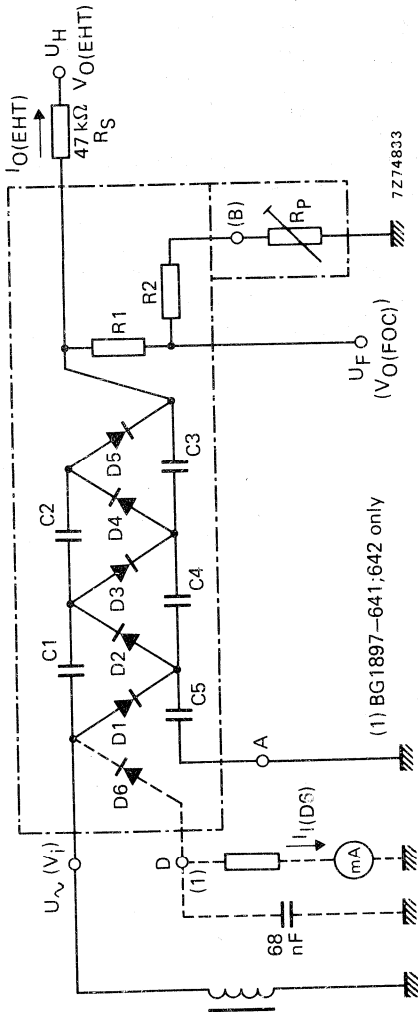 I_O(EHT)
U_H
V_O(EHT)
47 kΩ
R_S
C1
C2
D6
D1
D2
D3
D4
D5
C5
C4
C3
R1
R2
(B)
R_P
U∿ (V_i)
D
(1)
68
nF
I_I(D6)
mA
A
U_F
(V_O(FOC))
(1) BG1897–641;642 only
7Z74833